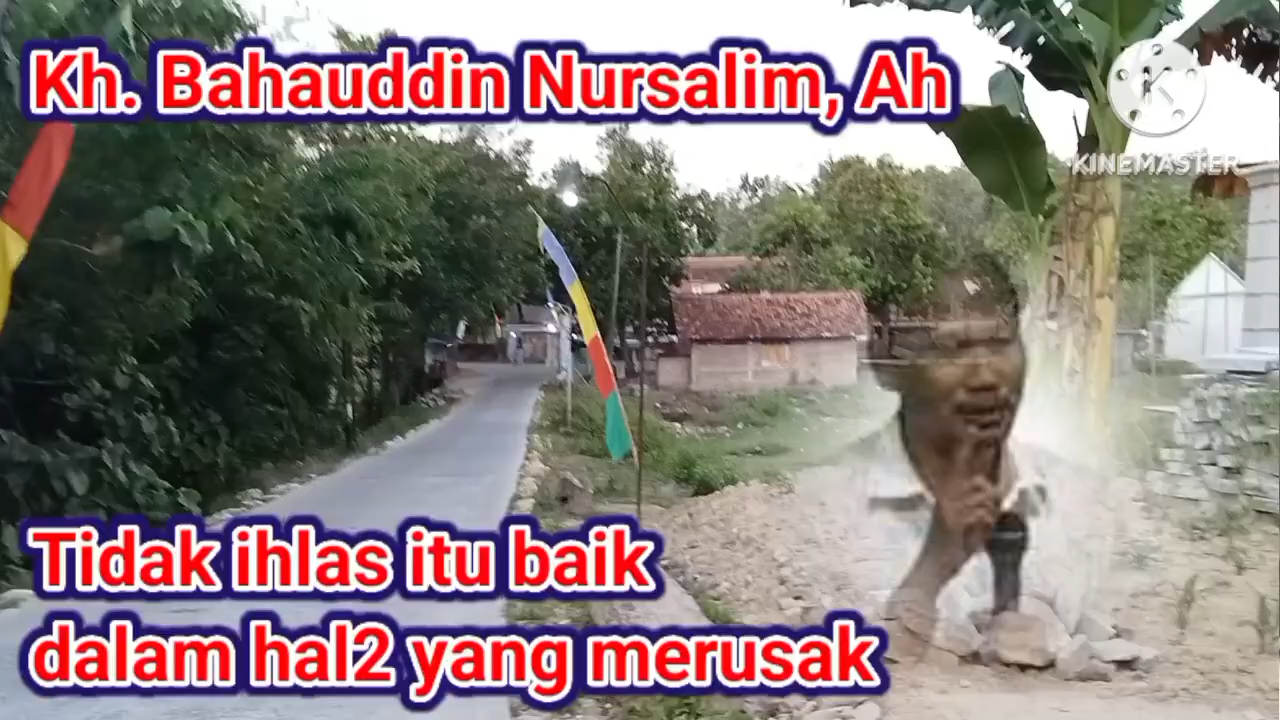 Kh. Bahauddin Nursalim, Ah
KINEMASTER
Tidak ihlas itu baik
dalam hal2 yang merusak